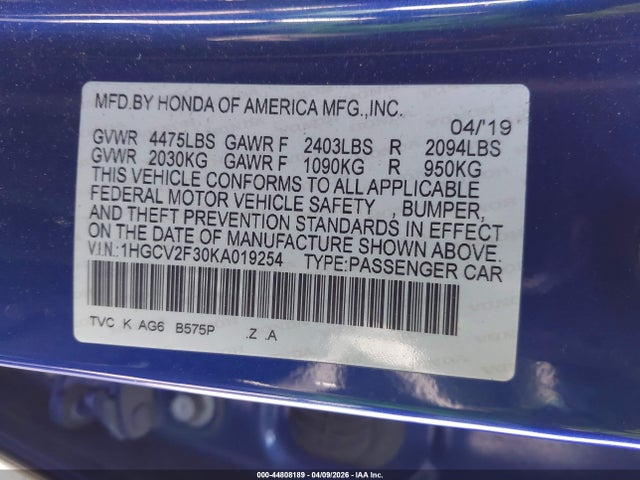 MFD.BY HONDA OF AMERICA MFG.,INC.
04/'19
GVWR 4475LBS GAWR F 2403LBS R 2094LBS
GVWR 2030KG GAWR F 1090KG R 950KG
THIS VEHICLE CONFORMS TO ALL APPLICABLE
FEDERAL MOTOR VEHICLE SAFETY , BUMPER,
AND THEFT PREVENTION STANDARDS IN EFFECT
ON THE DATE OF MANUFACTURE SHOWN ABOVE.
V.I.N.:1HGCV2F30KA019254 TYPE:PASSENGER CAR
TVC K AG6 B575P .Z .A
000-44808189 | 04/09/2026 | IAA Inc.